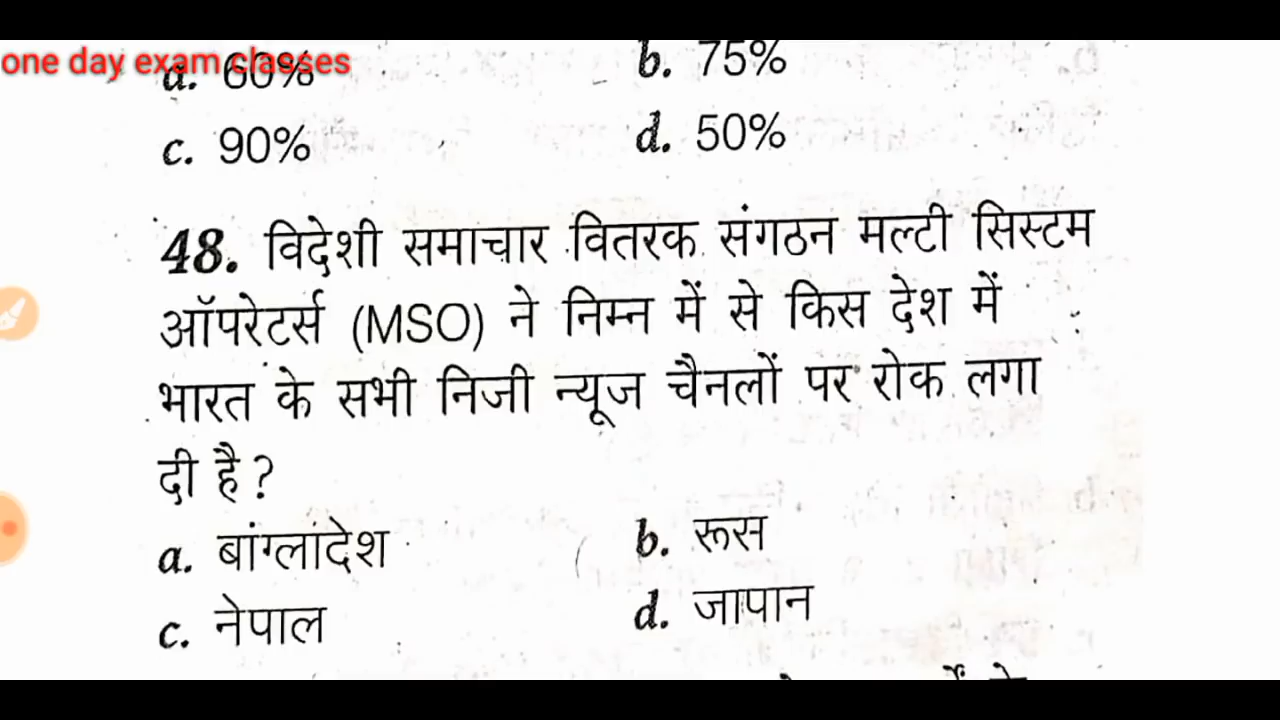 one day exam classes
a. 60% b. 75%
c. 90% d. 50%
48. विदेशी समाचार वितरक संगठन मल्टी सिस्टम
ऑपरेटर्स (MSO) ने निम्न में से किस देश में
भारत के सभी निजी न्यूज चैनलों पर रोक लगा
दी है?
a. बांग्लांदेश b. रूस
c. नेपाल d. जापान